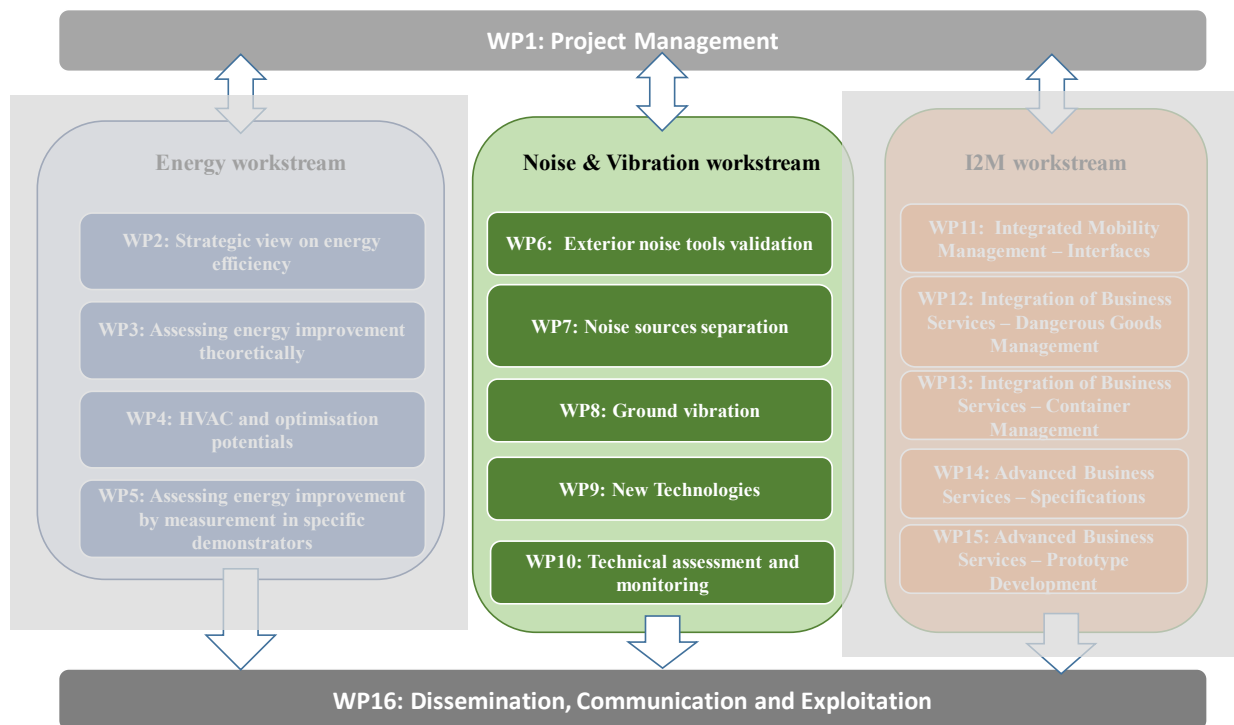 WP1: Project Management
Energy workstream
WP2: Strategic view on energy
efficiency
WP3: Assessing energy improvement
theoretically
WP4: HVAC and optimisation
potentials
WP5: Assessing energy improvement
by measurement in specific
demonstrators
Noise & Vibration workstream
WP6: Exterior noise tools validation
WP7: Noise sources separation
WP8: Ground vibration
WP9: New Technologies
WP10: Technical assessment and
monitoring
I2M workstream
WP11: Integrated Mobility
Management – Interfaces
WP12: Integration of Business
Services – Dangerous Goods
Management
WP13: Integration of Business
Services – Container
Management
WP14: Advanced Business
Services – Specifications
WP15: Advanced Business
Services – Prototype
Development
WP16: Dissemination, Communication and Exploitation